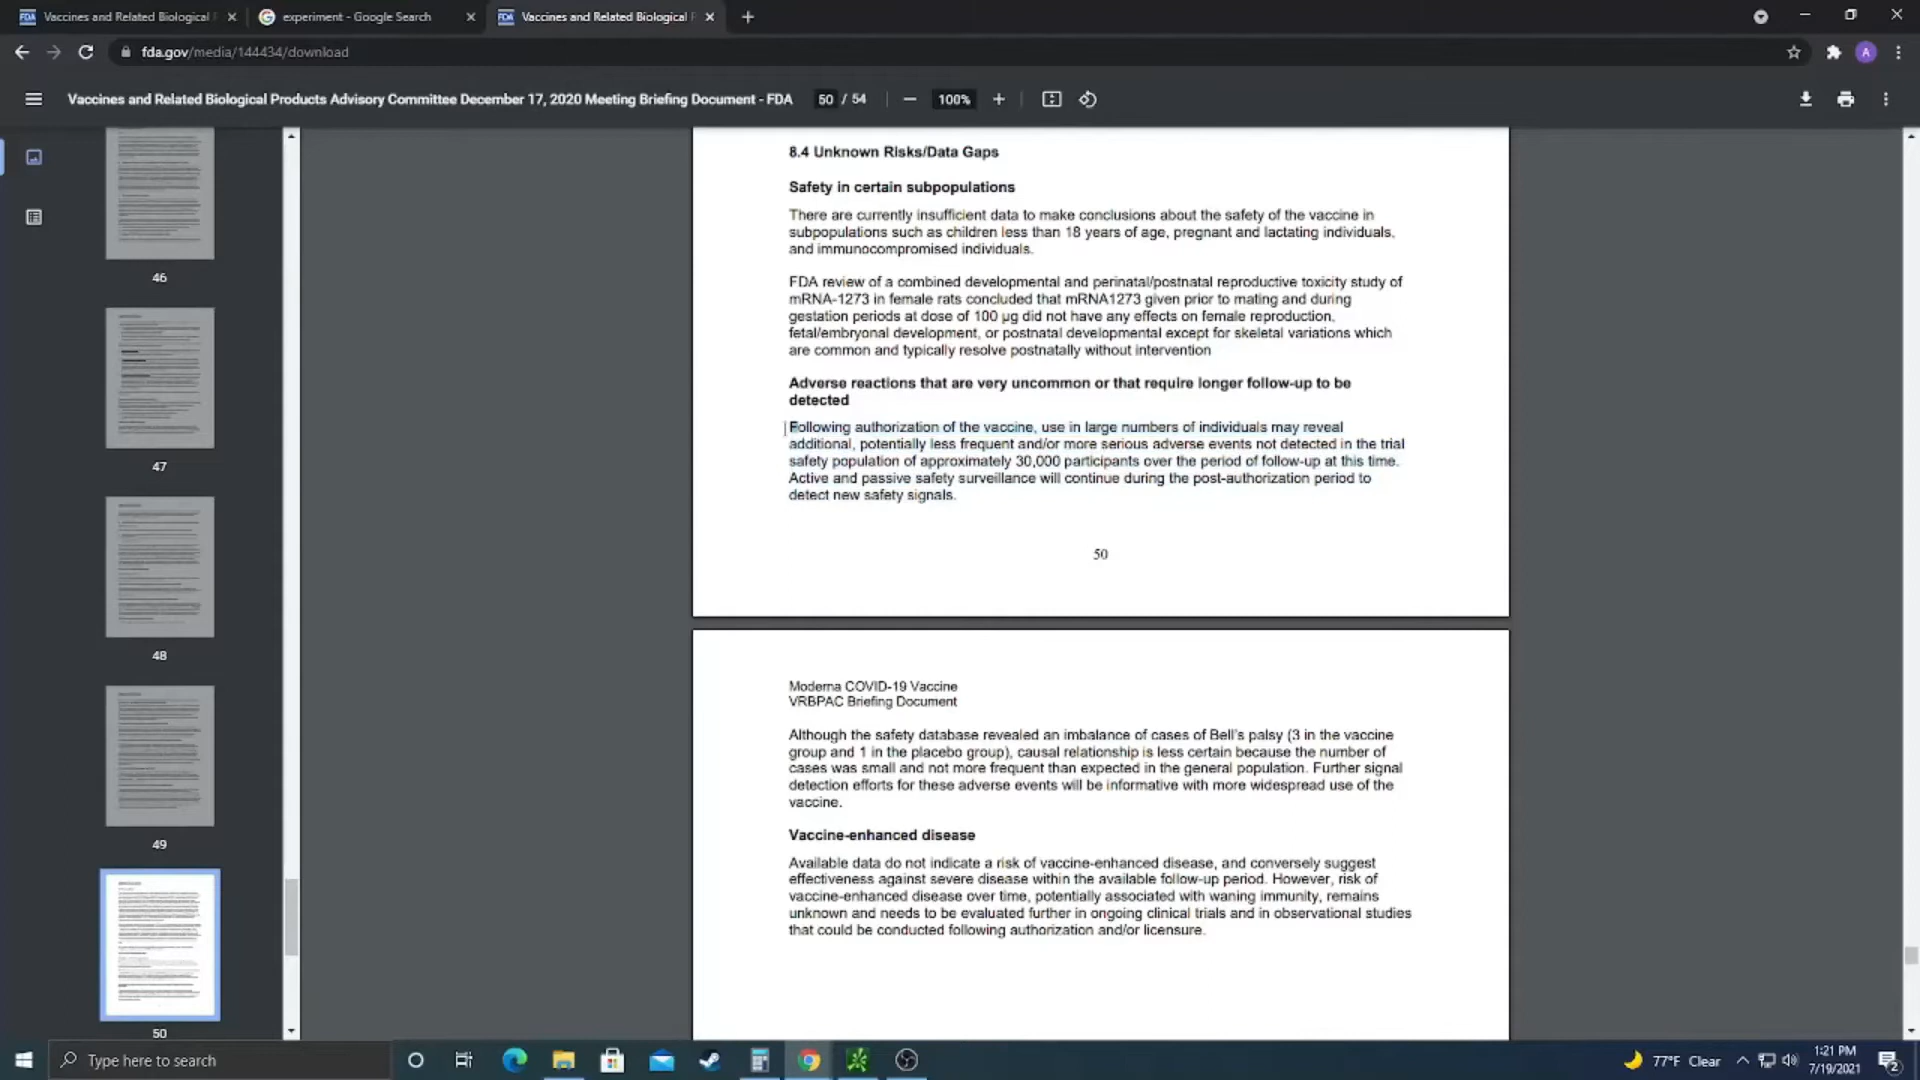 Vaccines and Related Biological P
experiment - Google Search
Vaccines and Related Biological P
fda.gov/media/144434/download
A
Vaccines and Related Biological Products Advisory Committee December 17, 2020 Meeting Briefing Document - FDA
50 / 54
100%
46
47
48
49
50
8.4 Unknown Risks/Data Gaps
Safety in certain subpopulations
There are currently insufficient data to make conclusions about the safety of the vaccine in
subpopulations such as children less than 18 years of age, pregnant and lactating individuals,
and immunocompromised individuals.
FDA review of a combined developmental and perinatal/postnatal reproductive toxicity study of
mRNA-1273 in female rats concluded that mRNA1273 given prior to mating and during
gestation periods at dose of 100 µg did not have any effects on female reproduction,
fetal/embryonal development, or postnatal developmental except for skeletal variations which
are common and typically resolve postnatally without intervention
Adverse reactions that are very uncommon or that require longer follow-up to be
detected
Following authorization of the vaccine, use in large numbers of individuals may reveal
additional, potentially less frequent and/or more serious adverse events not detected in the trial
safety population of approximately 30,000 participants over the period of follow-up at this time.
Active and passive safety surveillance will continue during the post-authorization period to
detect new safety signals.
50
Moderna COVID-19 Vaccine
VRBPAC Briefing Document
Although the safety database revealed an imbalance of cases of Bell's palsy (3 in the vaccine
group and 1 in the placebo group), causal relationship is less certain because the number of
cases was small and not more frequent than expected in the general population. Further signal
detection efforts for these adverse events will be informative with more widespread use of the
vaccine.
Vaccine-enhanced disease
Available data do not indicate a risk of vaccine-enhanced disease, and conversely suggest
effectiveness against severe disease within the available follow-up period. However, risk of
vaccine-enhanced disease over time, potentially associated with waning immunity, remains
unknown and needs to be evaluated further in ongoing clinical trials and in observational studies
that could be conducted following authorization and/or licensure.
Type here to search
77°F Clear
1:21 PM
7/19/2021
2